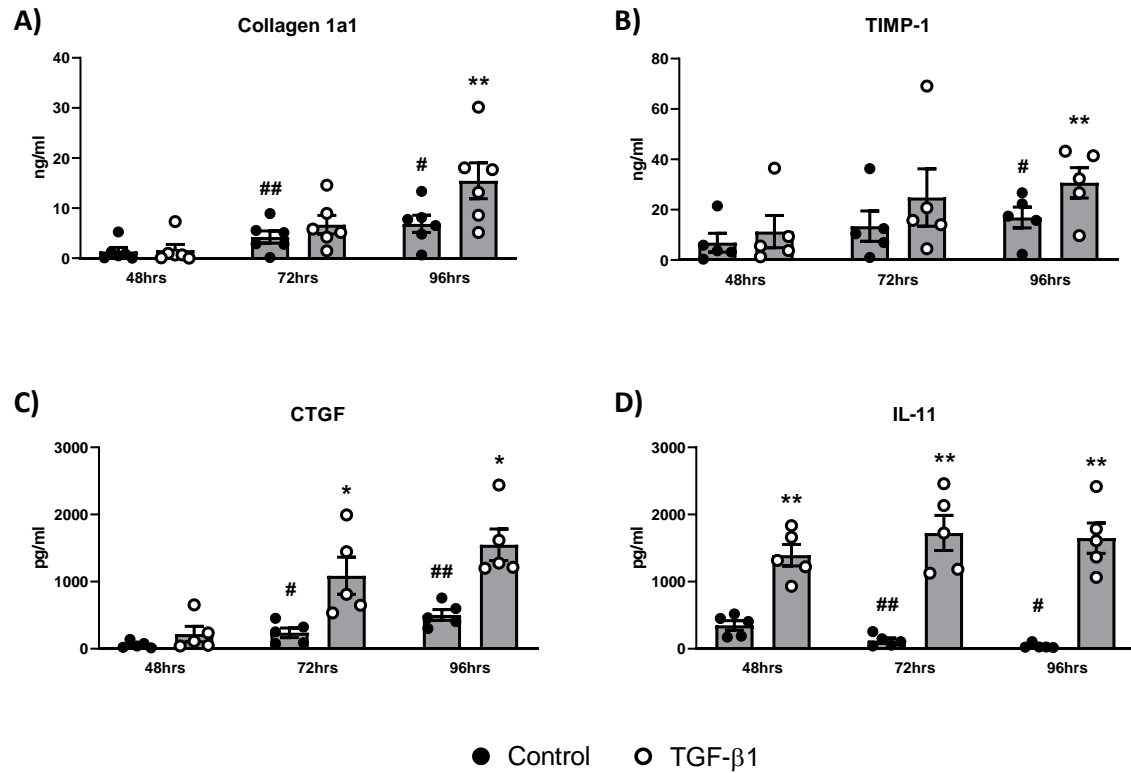 A)
Collagen 1a1
ng/ml
40
30
20
10
0
##
#
**
48hrs 72hrs 96hrs
B)
TIMP-1
ng/ml
80
60
40
20
0
#
**
48hrs 72hrs 96hrs
C)
CTGF
pg/ml
3000
2000
1000
0
#
*
##
*
48hrs 72hrs 96hrs
D)
IL-11
pg/ml
3000
2000
1000
0
**
##
**
#
**
48hrs 72hrs 96hrs
Control TGF-β1